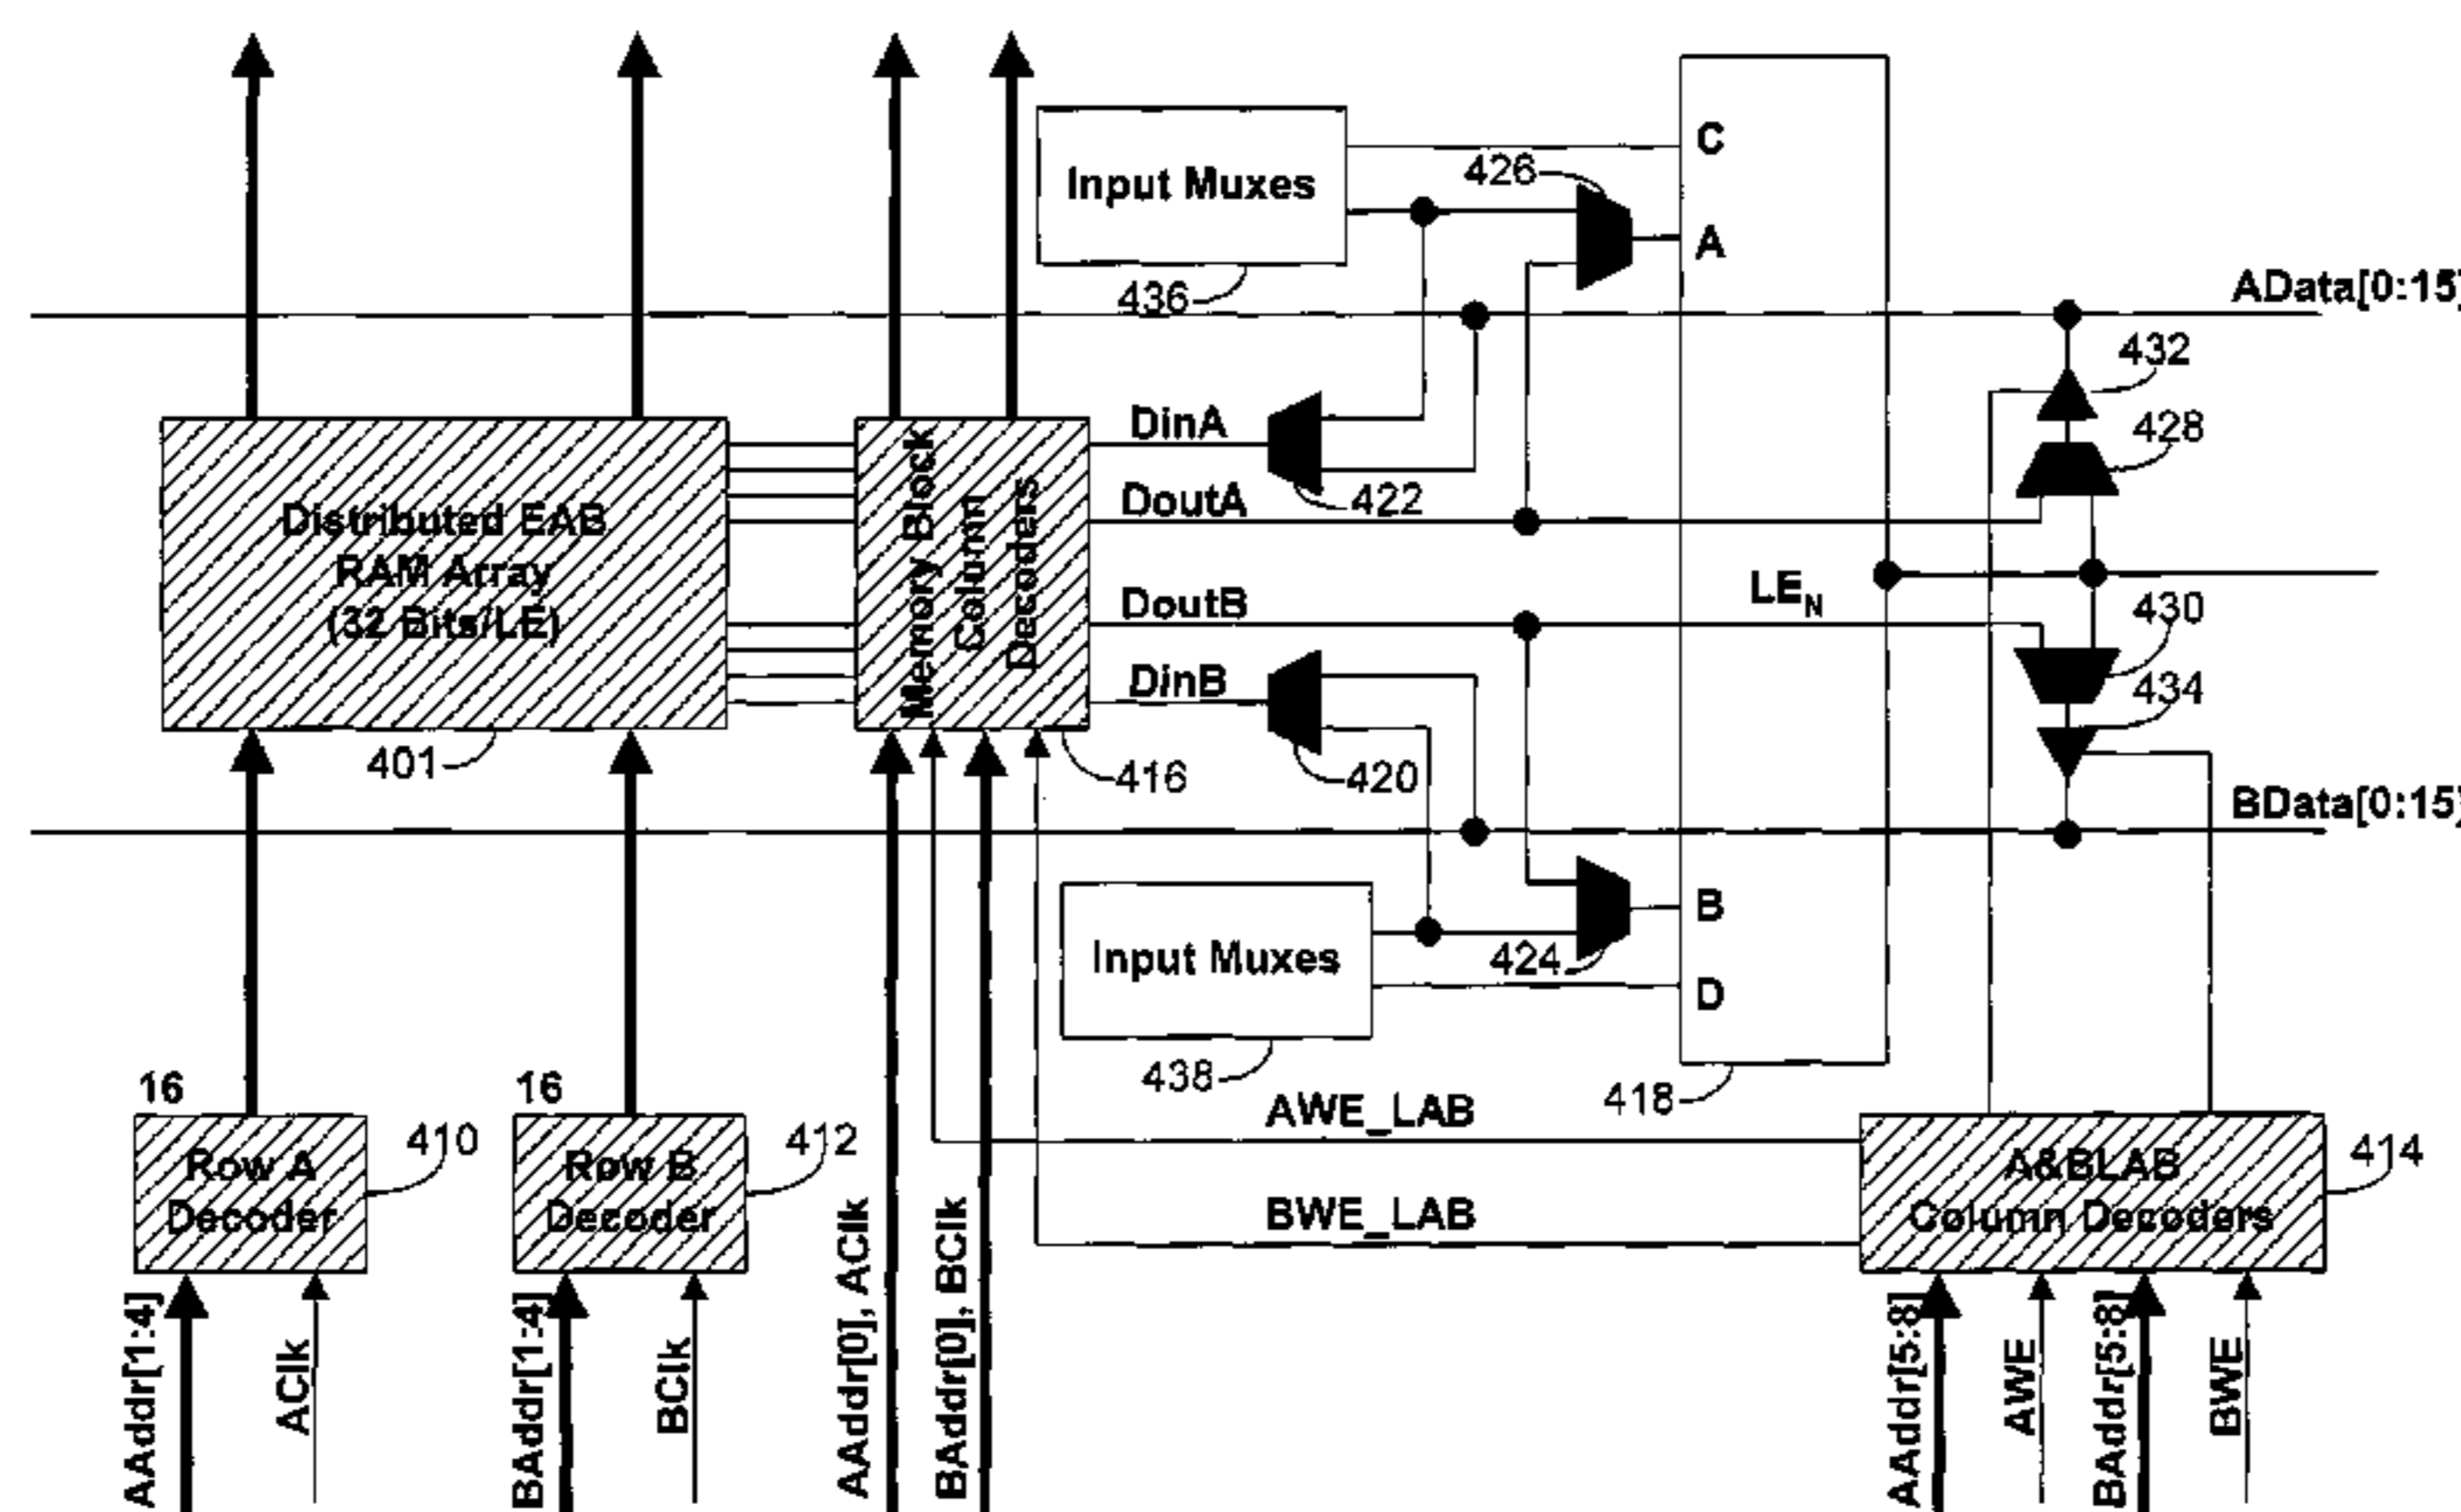 C
Input Muxes
426
A
436
AData[0:15]
432
428
DinA
422
DoutA
Distributed EAB
RAM Array
(32 Bits/LE)
Memory Block
Column
Decoders
LEN
DoutB
430
DinB
434
401
416
420
BData[0:15]
B
Input Muxes
424
D
438
418
16
16
AWE_LAB
Row A
Decoder
410
Row B
Decoder
412
A&BLAB
Column Decoders
414
BWE_LAB
AAddr[1:4]
AClk
BAddr[1:4]
BClk
AAddr[0], AClk
BAddr[0], BClk
AAddr[5:8]
AWE
BAddr[5:8]
BWE